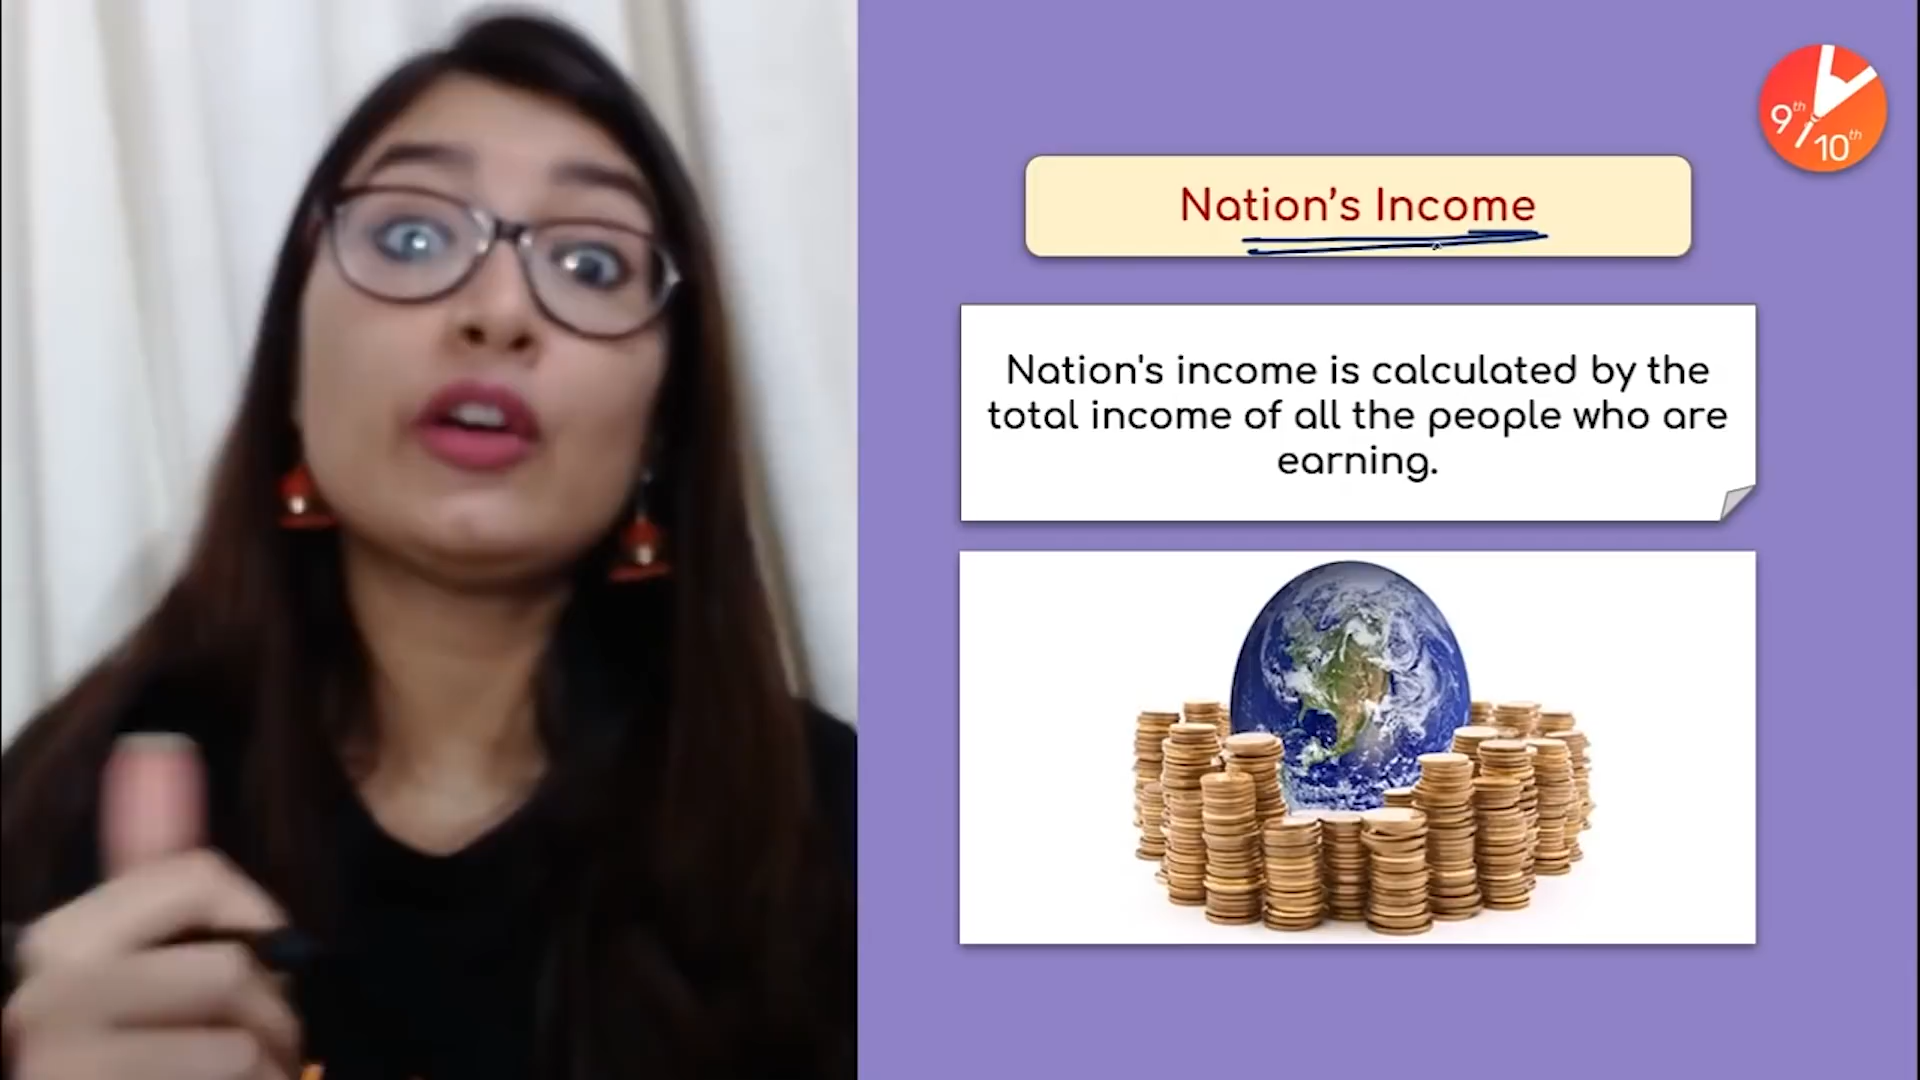 9th
10th
Nation's Income
Nation's income is calculated by the
total income of all the people who are
earning.